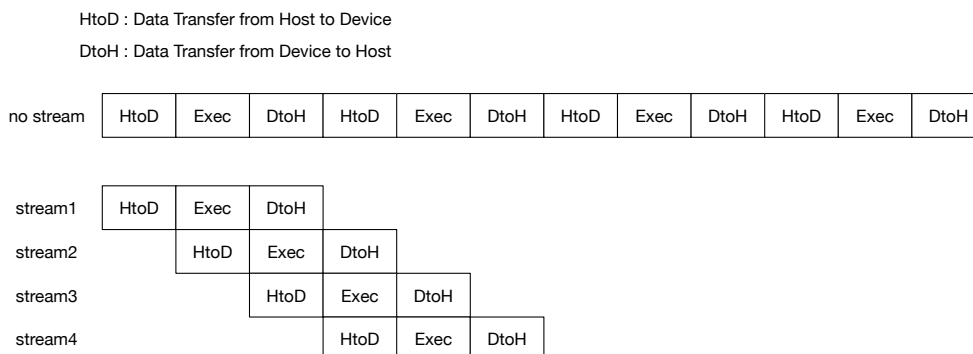 HtoD : Data Transfer from Host to Device
DtoH : Data Transfer from Device to Host
no stream HtoD Exec DtoH HtoD Exec DtoH HtoD Exec DtoH HtoD Exec DtoH
stream1 HtoD Exec DtoH
stream2 HtoD Exec DtoH
stream3 HtoD Exec DtoH
stream4 HtoD Exec DtoH